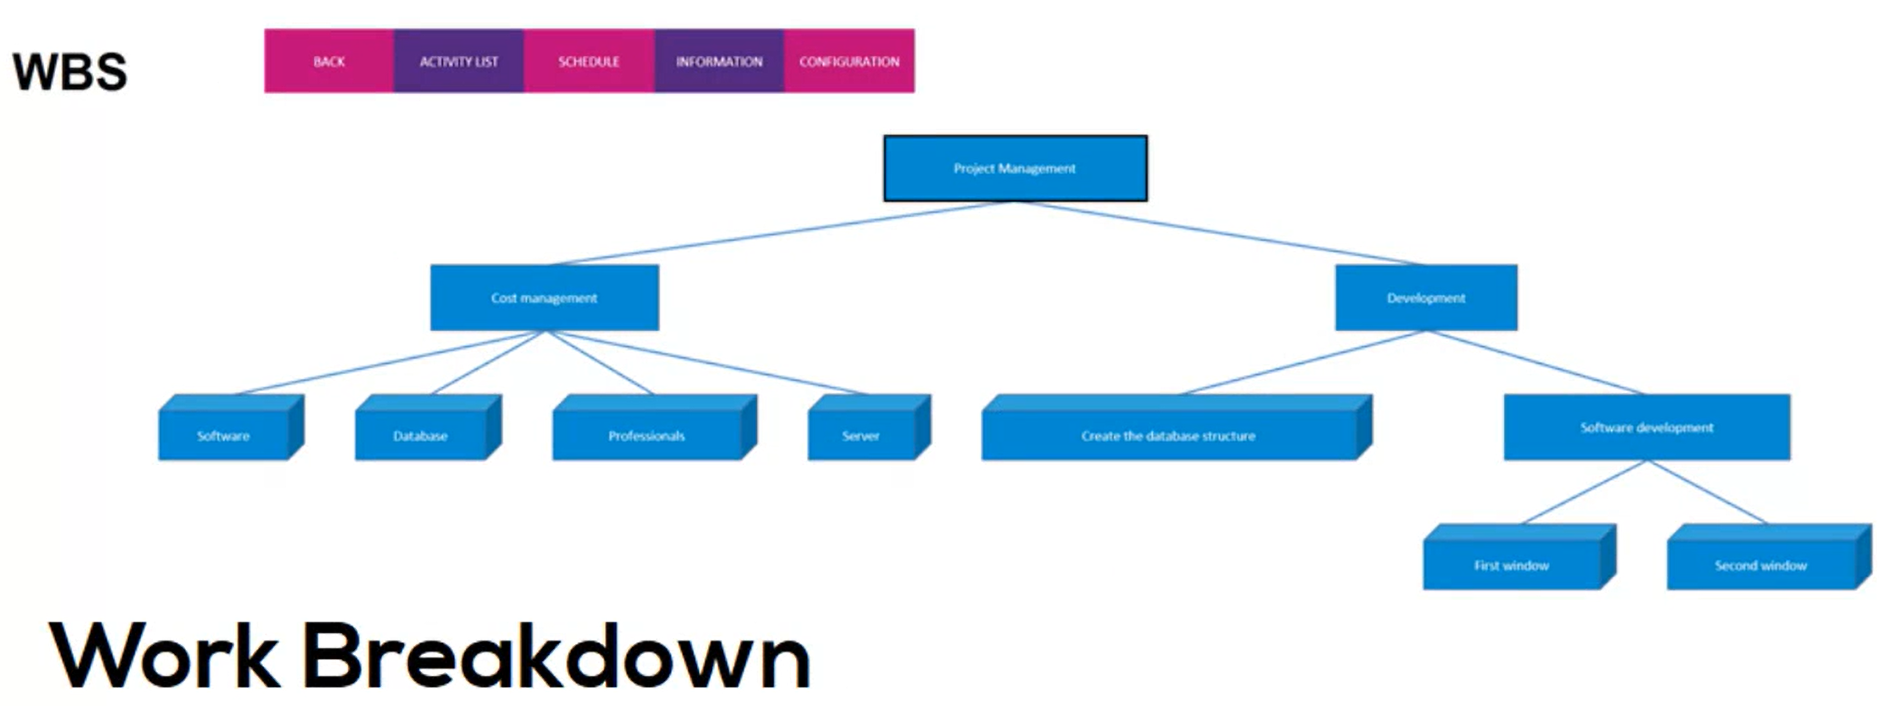 WBS
BACK
ACTIVITY LIST
SCHEDULE
INFORMATION
CONFIGURATION
Project Management
Cost management
Development
Software
Database
Professionals
Server
Create the database structure
Software development
First window
Second window
Work Breakdown